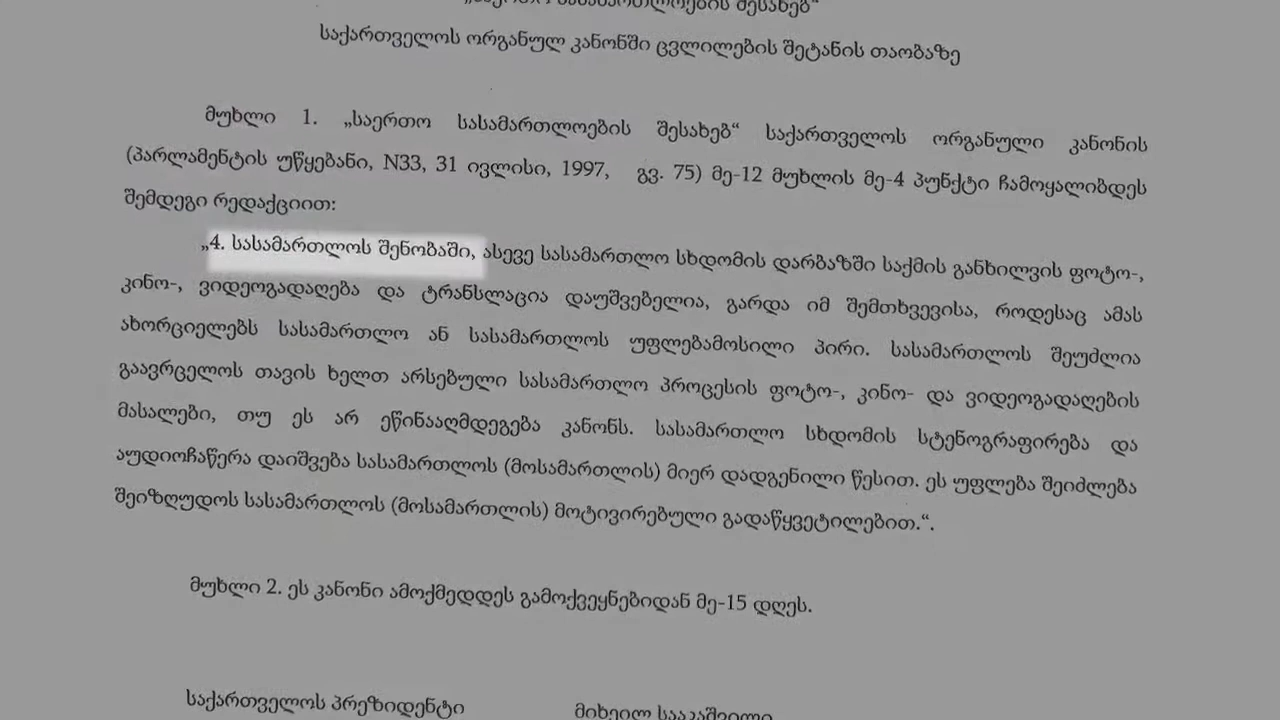 „საერთო სასამართლოების შესახებ“
საქართველოს ორგანულ კანონში ცვლილების შეტანის თაობაზე
მუხლი 1. „საერთო სასამართლოების შესახებ“ საქართველოს ორგანული კანონის
(პარლამენტის უწყებანი, N33, 31 ივლისი, 1997, გვ. 75) მე-12 მუხლის მე-4 პუნქტი ჩამოყალიბდეს
შემდეგი რედაქციით:
„4. სასამართლოს შენობაში, ასევე სასამართლო სხდომის დარბაზში საქმის განხილვის ფოტო-,
კინო-, ვიდეოგადაღება და ტრანსლაცია დაუშვებელია, გარდა იმ შემთხვევისა, როდესაც ამას
ახორციელებს სასამართლო ან სასამართლოს უფლებამოსილი პირი. სასამართლოს შეუძლია
გაავრცელოს თავის ხელთ არსებული სასამართლო პროცესის ფოტო-, კინო- და ვიდეოგადაღების
მასალები, თუ ეს არ ეწინააღმდეგება კანონს. სასამართლო სხდომის სტენოგრაფირება და
აუდიოჩაწერა დაიშვება სასამართლოს (მოსამართლის) მიერ დადგენილი წესით. ეს უფლება შეიძლება
შეიზღუდოს სასამართლოს (მოსამართლის) მოტივირებული გადაწყვეტილებით.“.
მუხლი 2. ეს კანონი ამოქმედდეს გამოქვეყნებიდან მე-15 დღეს.
საქართველოს პრეზიდენტი მიხეილ სააკაშვილი